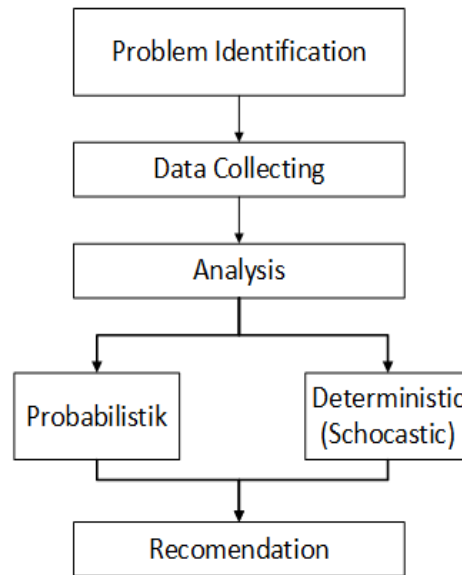 Problem Identification
Data Collecting
Analysis
Probabilistik
Deterministic
(Schocastic)
Recomendation